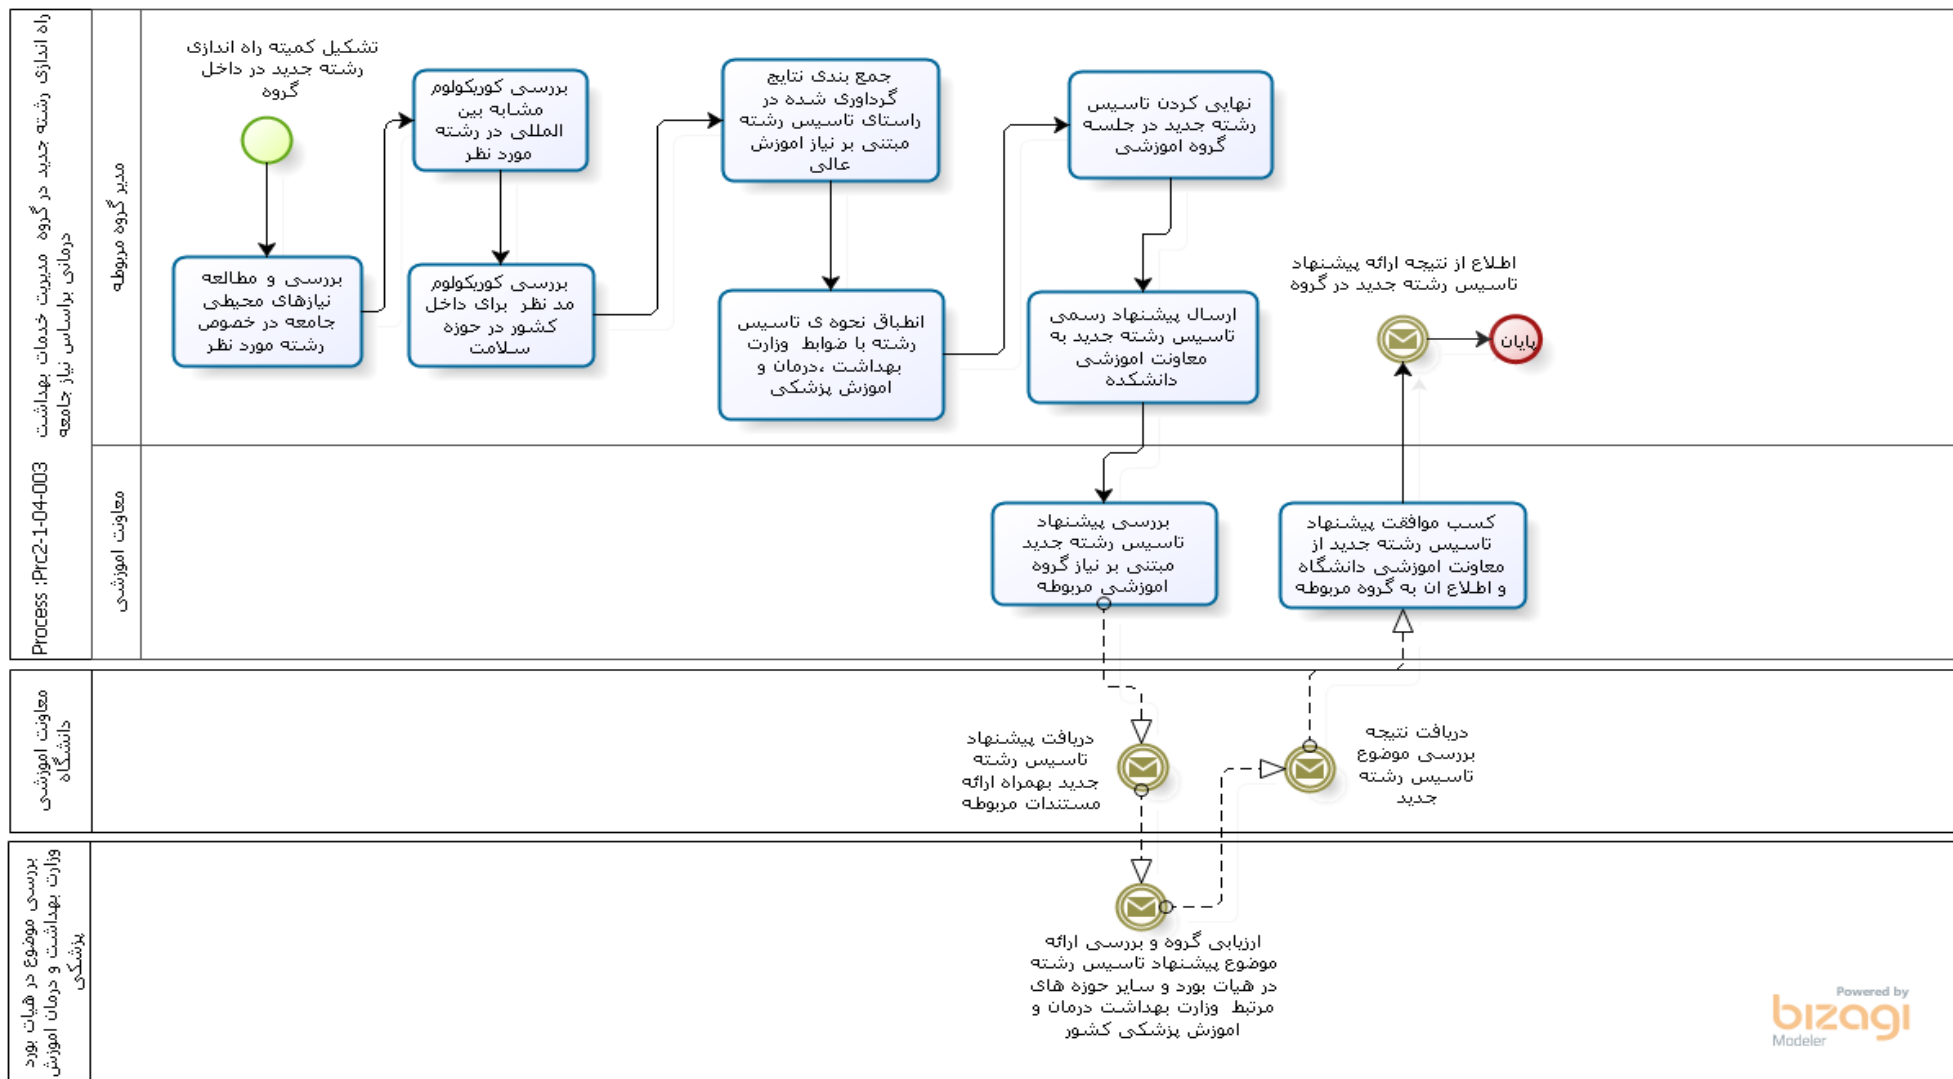 راه اندازی رشته جدید در گروه مدیریت خدمات بهداشت
درمانی براساس نیاز جامعه
Process :Prc2-1-04-003
مدیر گروه مربوطه
تشکیل کمیته راه اندازی
رشته جدید در داخل
گروه
بررسی و مطالعه
نیازهای محیطی
جامعه در خصوص
رشته مورد نظر
بررسی کوریکولوم
مشابه بین
المللی در رشته
مورد نظر
بررسی کوریکولوم
مد نظر برای داخل
کشور در حوزه
سلامت
جمع بندی نتایج
گرداوری شده در
راستای تاسیس رشته
مبتنی بر نیاز اموزش
عالی
انطباق نحوه ی تاسیس
رشته با ضوابط وزارت
بهداشت ،درمان و
اموزش پزشکی
نهایی کردن تاسیس
رشته جدید در جلسه
گروه اموزشی
ارسال پیشنهاد رسمی
تاسیس رشته جدید به
معاونت اموزشی
دانشکده
اطلاع از نتیجه ارائه پیشنهاد
تاسیس رشته جدید در گروه
پایان
معاونت اموزشی
بررسی پیشنهاد
تاسیس رشته جدید
مبتنی بر نیاز گروه
اموزشی مربوطه
کسب موافقت پیشنهاد
تاسیس رشته جدید از
معاونت اموزشی دانشگاه
و اطلاع ان به گروه مربوطه
معاونت اموزشی
دانشگاه
دریافت پیشنهاد
تاسیس رشته
جدید بهمراه ارائه
مستندات مربوطه
دریافت نتیجه
بررسی موضوع
تاسیس رشته
جدید
بررسی موضوع در هیات بورد
وزارت بهداشت و درمان اموزش
پزشکی
ارزیابی گروه و بررسی ارائه
موضوع پیشنهاد تاسیس رشته
در هیات بورد و سایر حوزه های
مرتبط وزارت بهداشت درمان و
اموزش پزشکی کشور
Powered by
bizagi
Modeler